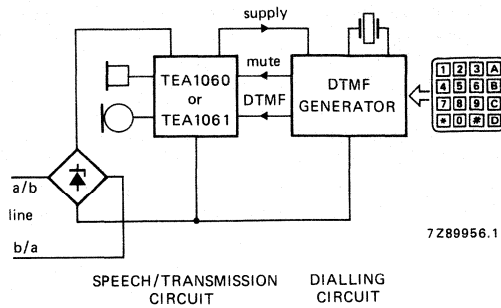 supply
TEA1060
or
TEA1061
mute
DTMF
DTMF
GENERATOR
1 2 3 A
4 5 6 B
7 8 9 C
* 0 # D
a/b
line
b/a
7Z89956.1
SPEECH/TRANSMISSION
CIRCUIT
DIALLING
CIRCUIT